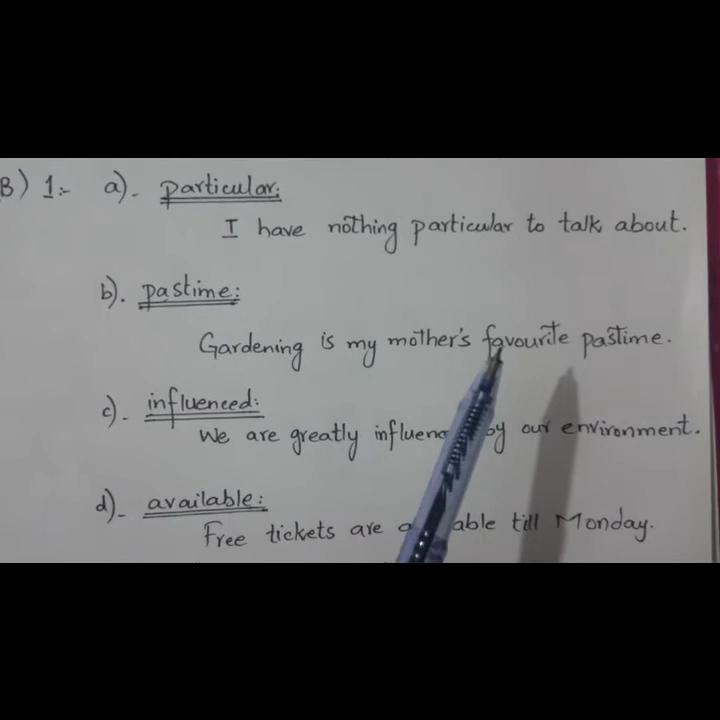 B) 1:- a)- particular:
I have nothing particular to talk about.
b). pastime:
Gardening is my mother's favourite pastime.
c)- influenced:
We are greatly by our environment.
d)- available:
Free tickets are till Monday.